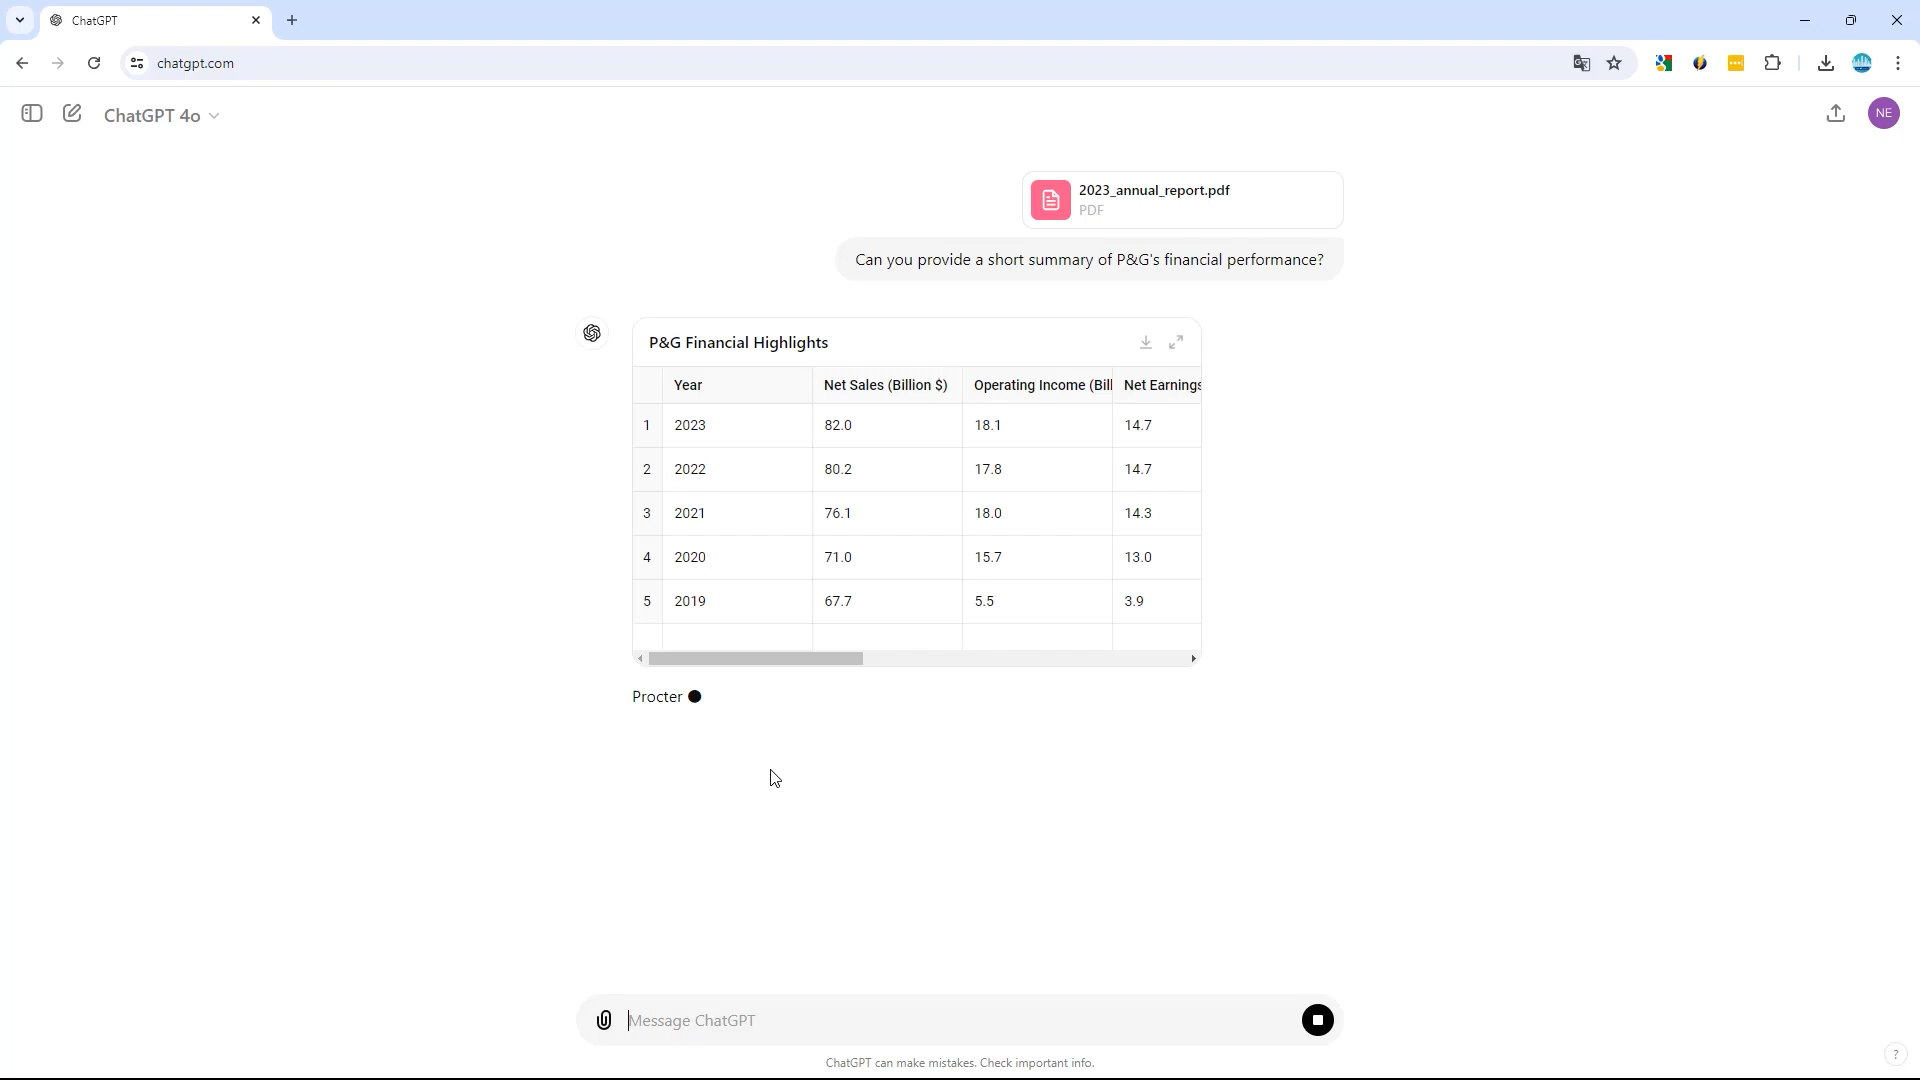 ChatGPT
chatgpt.com
ChatGPT 4o
NE
2023_annual_report.pdf
PDF
Can you provide a short summary of P&G's financial performance?
P&G Financial Highlights
Year Net Sales (Billion $) Operating Income (Bill Net Earnings
1 2023 82.0 18.1 14.7
2 2022 80.2 17.8 14.7
3 2021 76.1 18.0 14.3
4 2020 71.0 15.7 13.0
5 2019 67.7 5.5 3.9
Procter
Message ChatGPT
ChatGPT can make mistakes. Check important info.
?